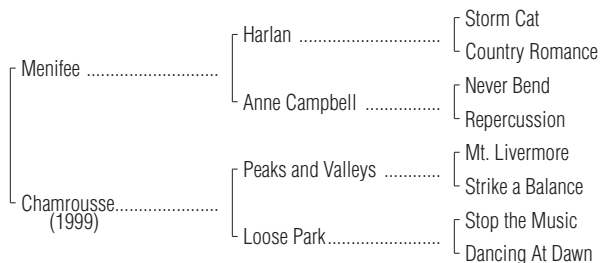 Storm Cat
Harlan ................................
Country Romance
Menifee ..............................
Never Bend
Anne Campbell .................
Repercussion
Mt. Livermore
Peaks and Valleys .............
Strike a Balance
Chamrousse........................
(1999)
Stop the Music
Loose Park..........................
Dancing At Dawn